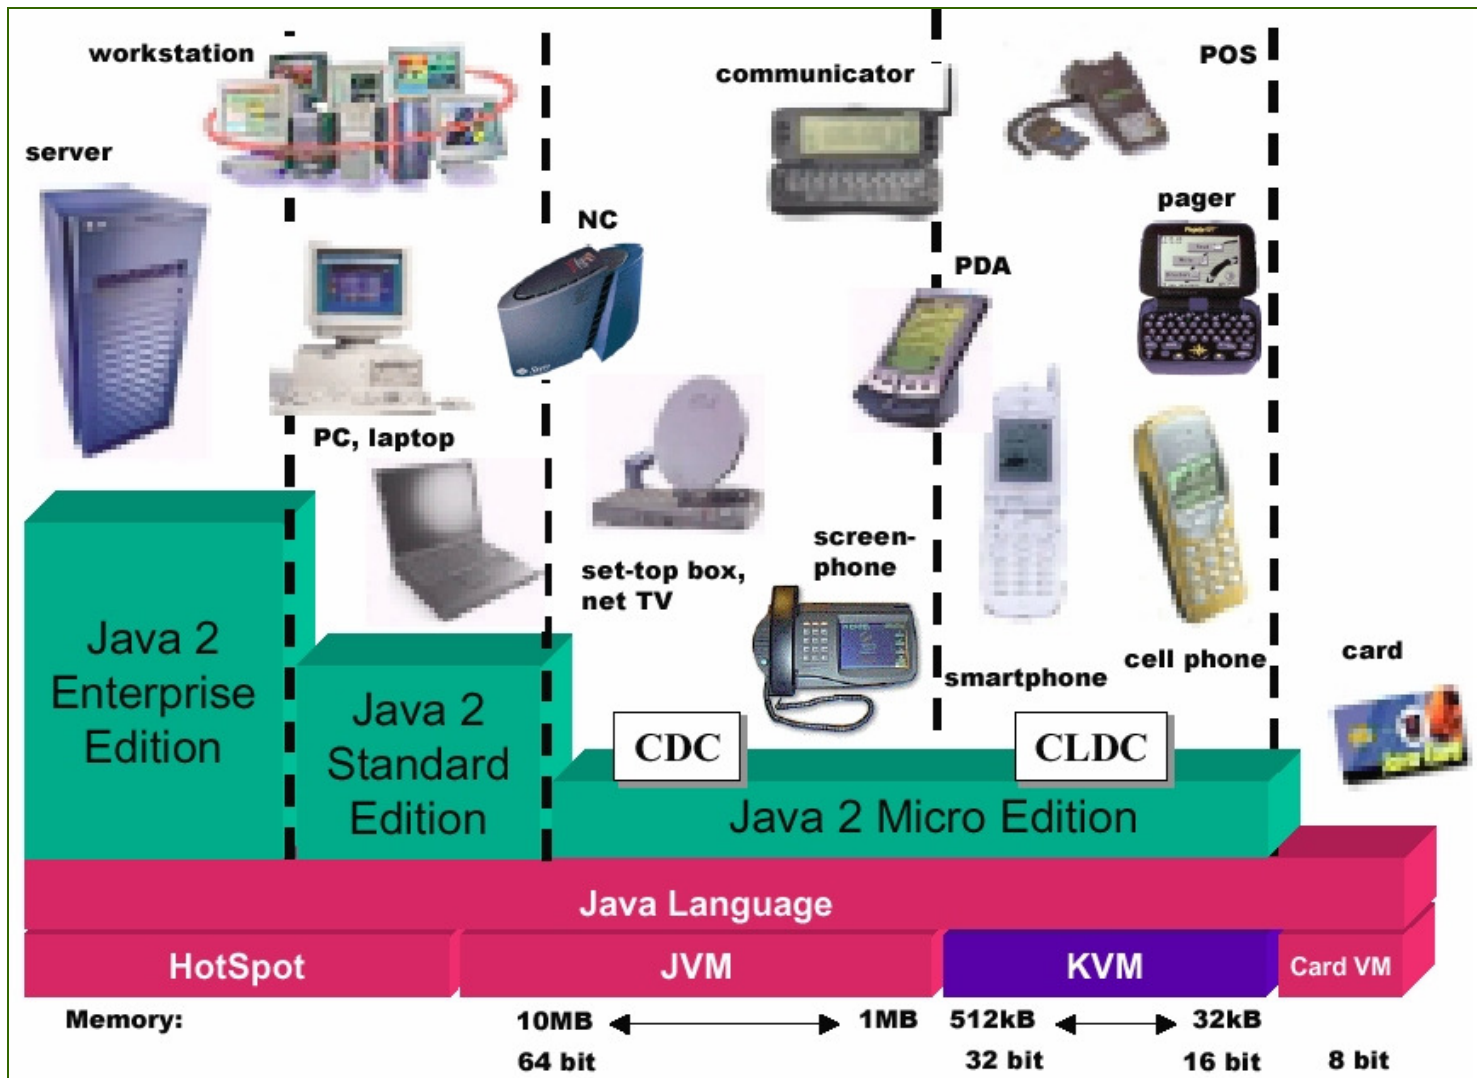 workstation
server
communicator
POS
NC
pager
PDA
PC, laptop
set-top box,
net TV
screen-
phone
smartphone
cell phone
card
Java 2
Enterprise
Edition
Java 2
Standard
Edition
CDC
CLDC
Java 2 Micro Edition
Java Language
HotSpot
JVM
KVM
Card VM
Memory:
10MB
1MB
512kB
32kB
64 bit
32 bit
16 bit
8 bit